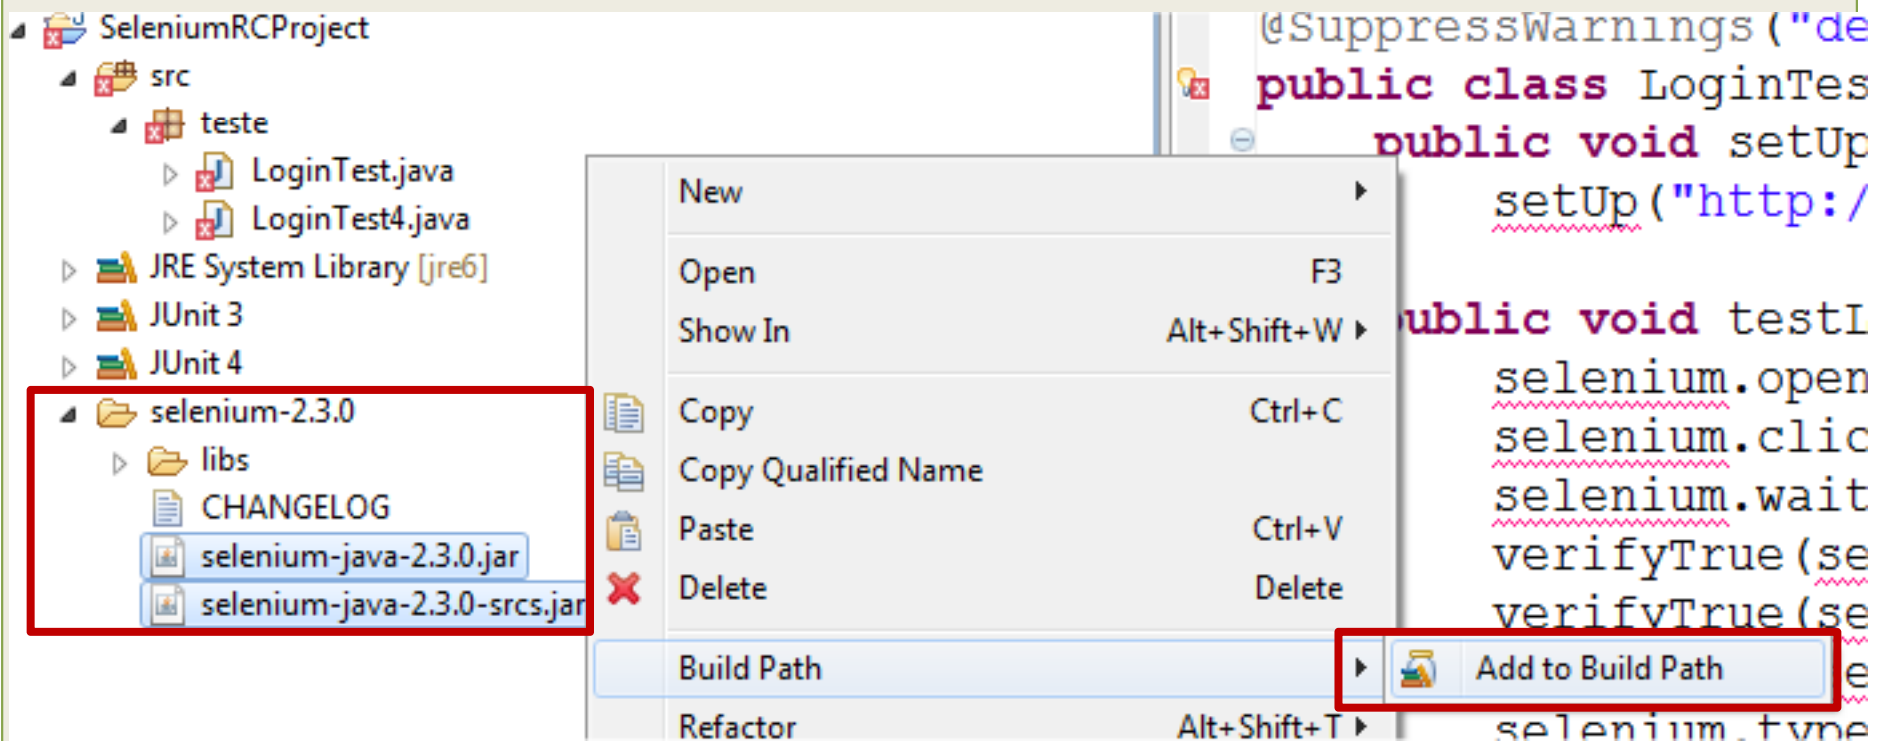 SeleniumRCProject
src
teste
LoginTest.java
LoginTest4.java
JRE System Library [jre6]
JUnit 3
JUnit 4
selenium-2.3.0
libs
CHANGELOG
selenium-java-2.3.0.jar
selenium-java-2.3.0-srcs.jar
New
Open F3
Show In Alt+Shift+W
Copy Ctrl+C
Copy Qualified Name
Paste Ctrl+V
Delete Delete
Build Path
Refactor Alt+Shift+T
Add to Build Path
@SuppressWarnings("de
public class LoginTes
public void setUp
setUp("http:/
ublic void testL
selenium.open
selenium.clic
selenium.wait
verifyTrue(se
verifyTrue(se
e
selenium.type